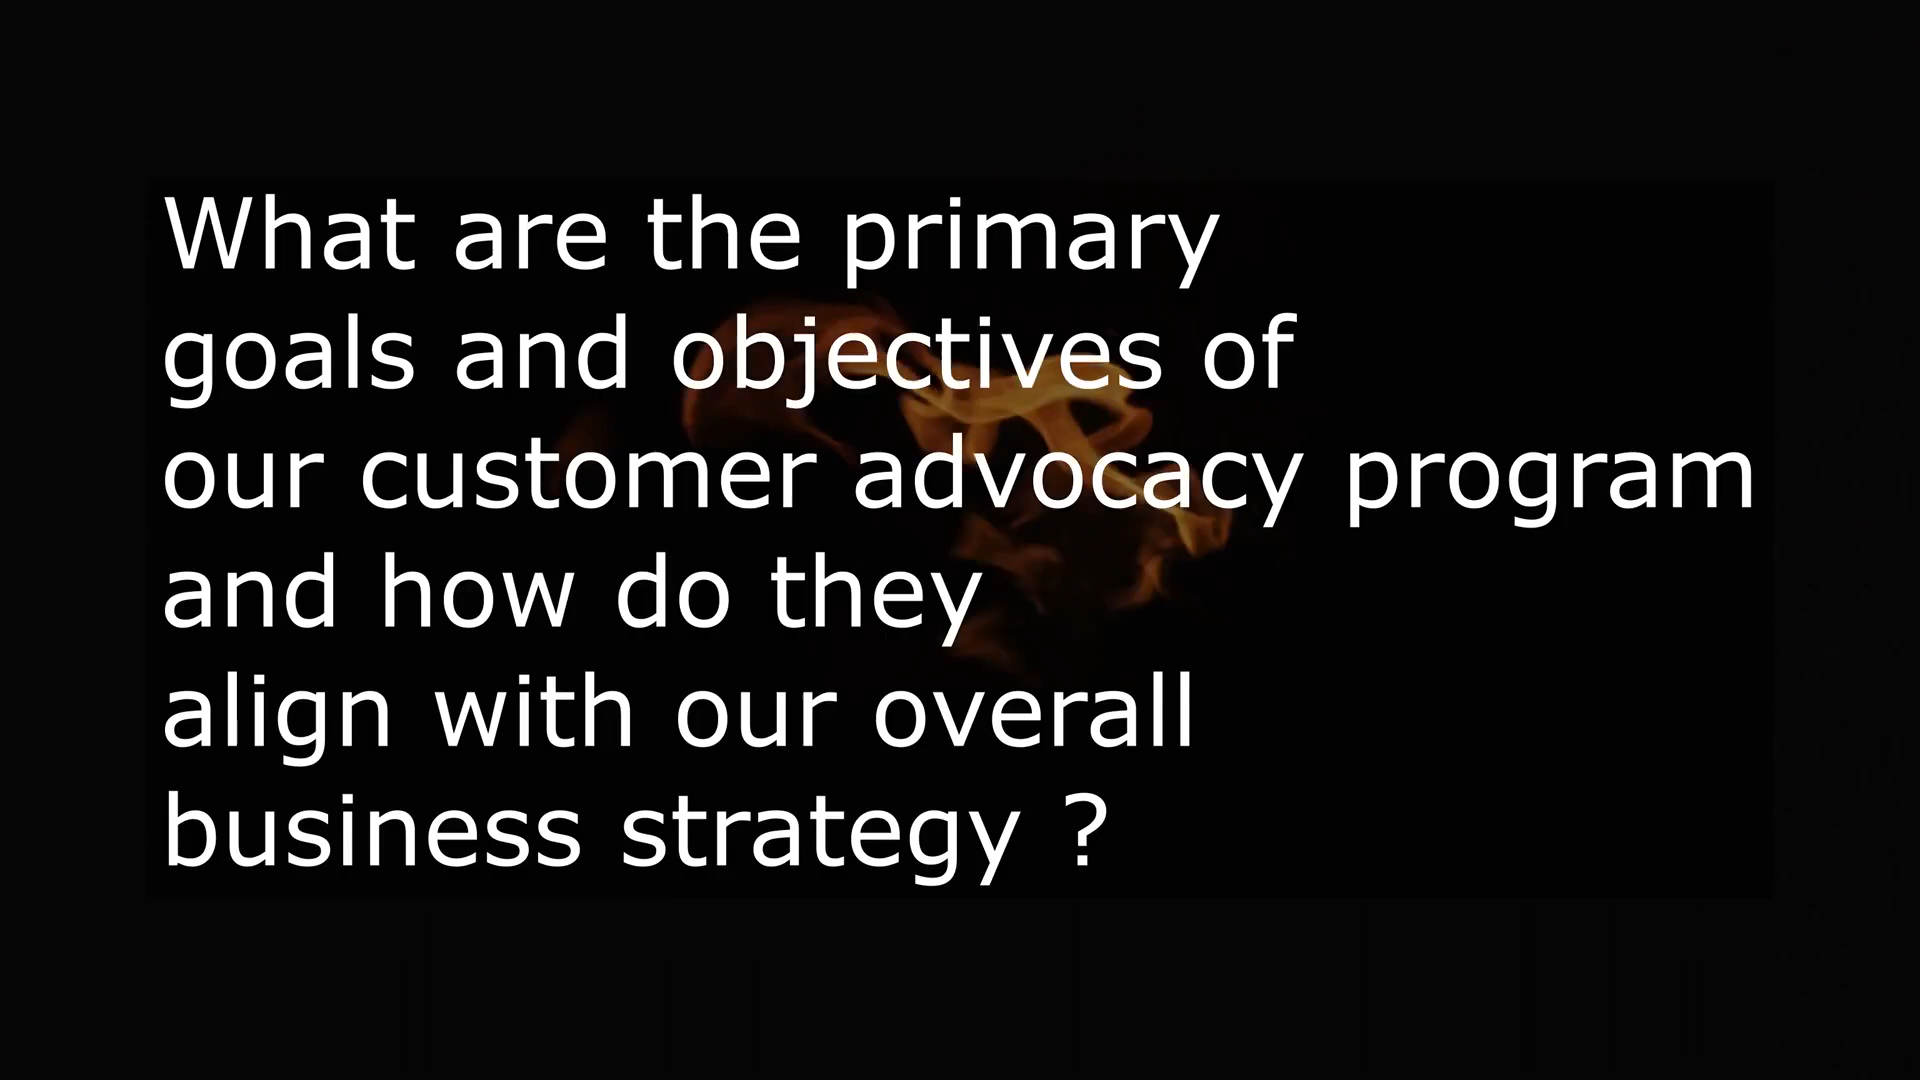 What are the primary
goals and objectives of
our customer advocacy program
and how do they
align with our overall
business strategy ?